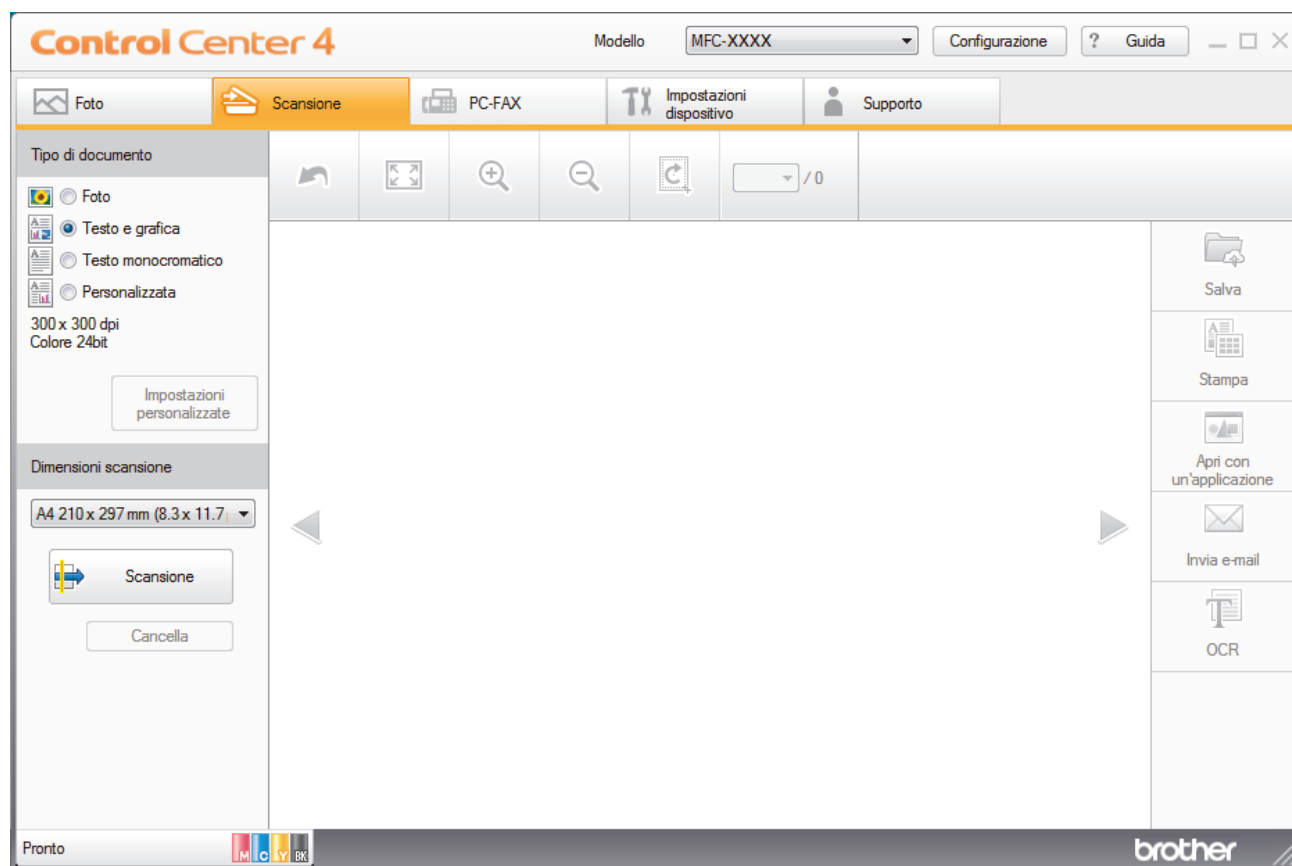 Control Center 4
Modello MFC-XXXX Configurazione ? Guida
Foto Scansione PC-FAX Impostazioni dispositivo Supporto
Tipo di documento
Foto
Testo e grafica
Testo monocromatico
Personalizzata
300 x 300 dpi
Colore 24bit
Impostazioni
personalizzate
Dimensioni scansione
A4 210 x 297 mm (8.3 x 11.7
Scansione
Cancella
/ 0
Salva
Stampa
Apri con
un'applicazione
Invia e-mail
OCR
Pronto
M C Y BK
brother